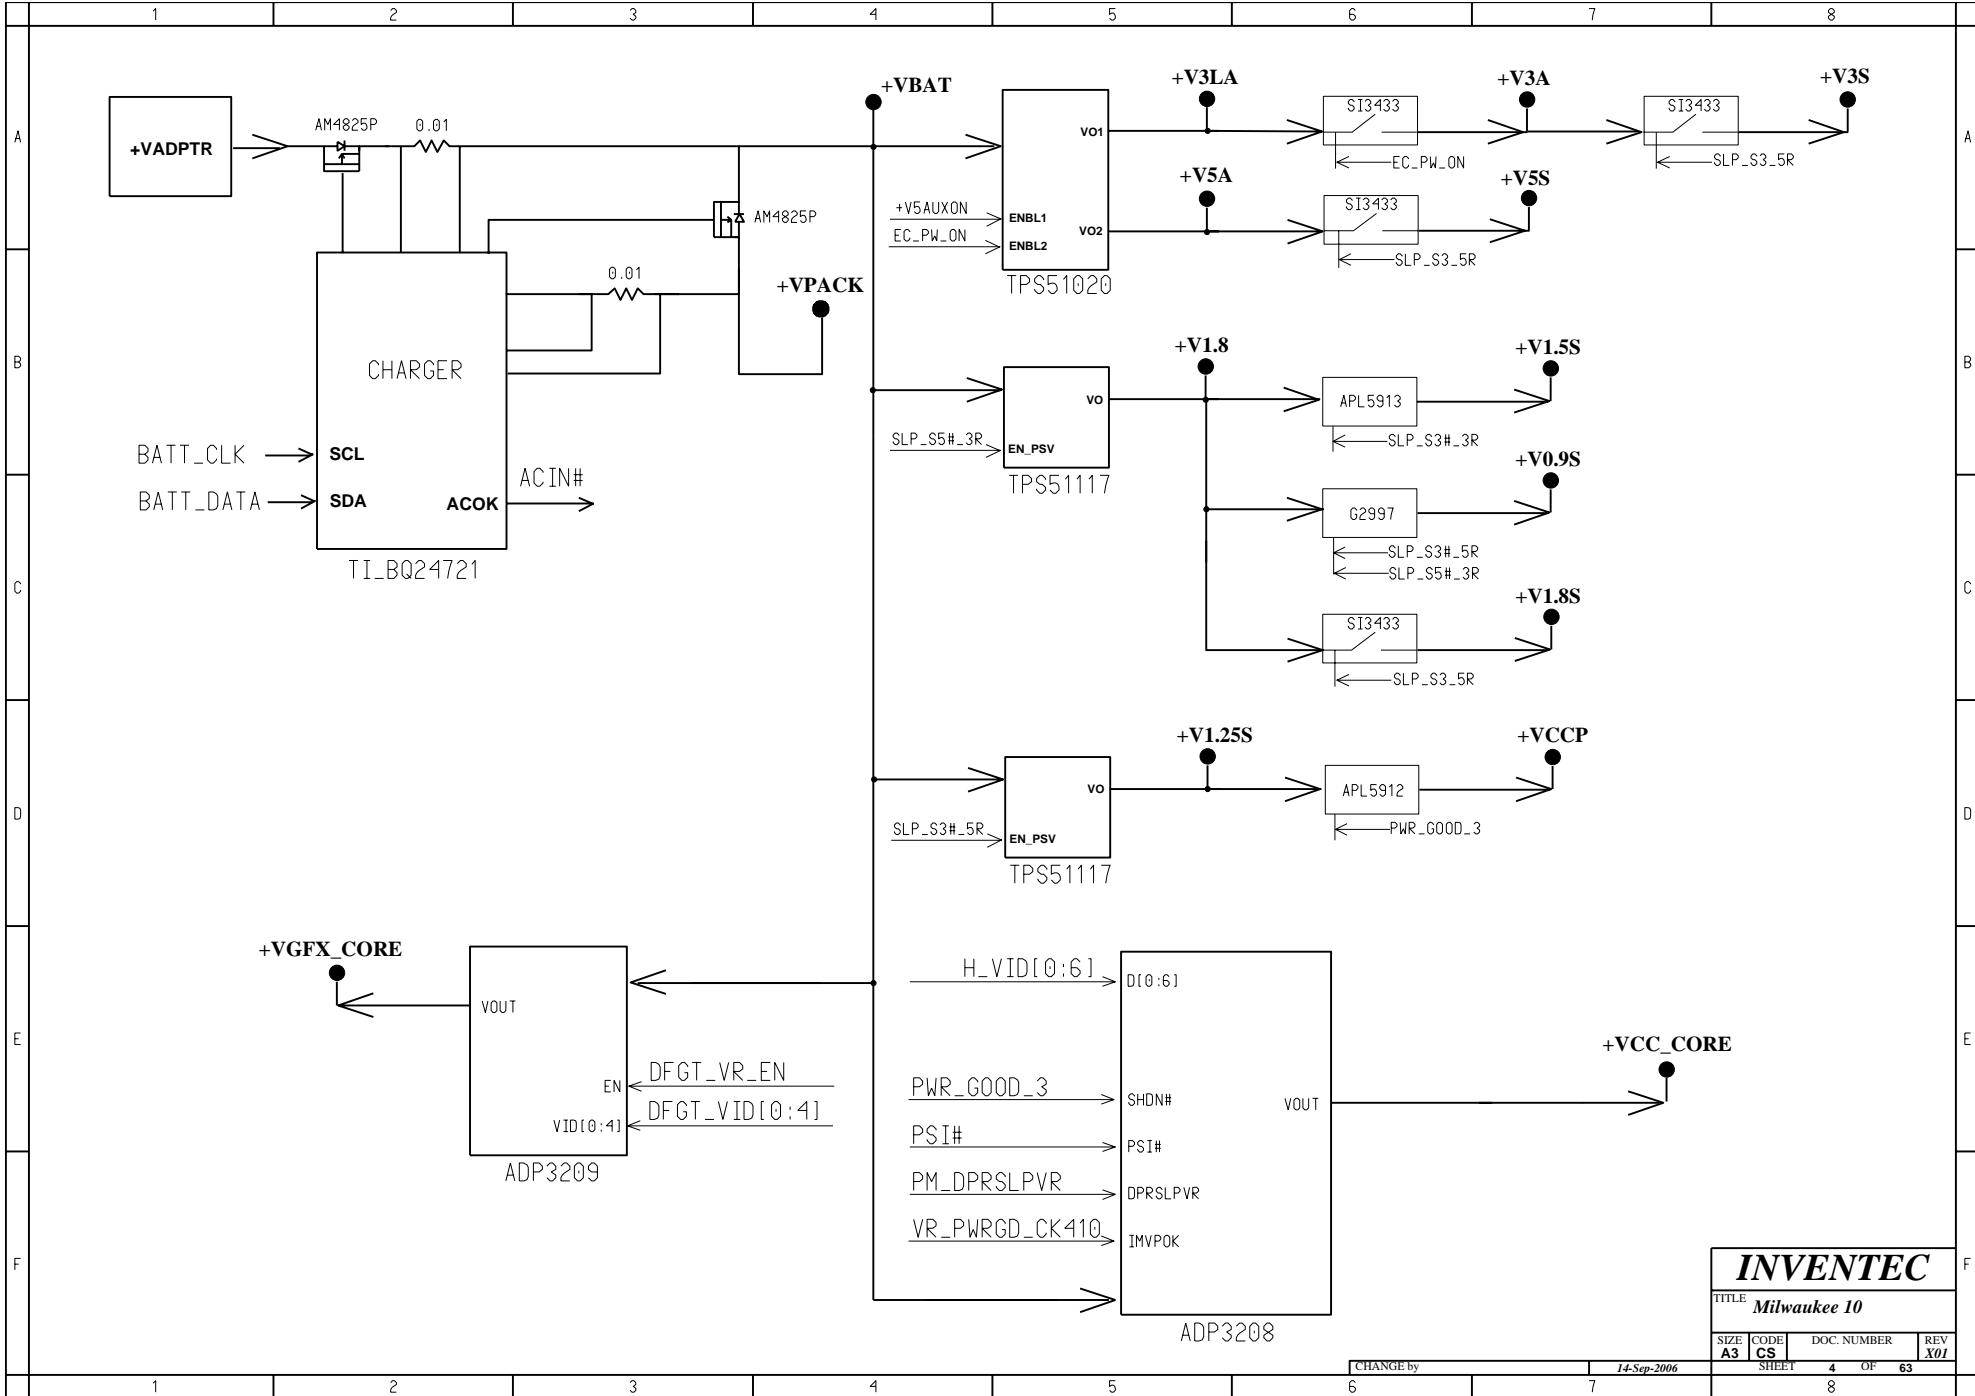 1 2 3 4 5 6 7 8
A
A
+VADPTR
AM4825P
0.01
+VBAT
+V3LA
+V3A
+V3S
VO1
SI3433
EC_PW_ON
SI3433
SLP_S3_5R
+V5A
+V5S
AM4825P
+V5AUXON
ENBL1
VO2
SI3433
EC_PW_ON
ENBL2
SLP_S3_5R
TPS51020
0.01
+VPACK
B
B
CHARGER
+V1.8
+V1.5S
VO
APL5913
SLP_S5#_3R
EN_PSV
SLP_S3#_3R
TPS51117
BATT_CLK
SCL
BATT_DATA
SDA
ACOK
ACIN#
TI_BQ24721
+V0.9S
G2997
SLP_S3#_5R
SLP_S5#_3R
C
C
+V1.8S
SI3433
SLP_S3_5R
+V1.25S
+VCCP
VO
APL5912
D
D
SLP_S3#_5R
EN_PSV
PWR_GOOD_3
TPS51117
+VGFX_CORE
VOUT
DFGT_VR_EN
EN
DFGT_VID[0:4]
VID[0:4]
ADP3209
H_VID[0:6]
D[0:6]
E
E
+VCC_CORE
PWR_GOOD_3
SHDN#
VOUT
PSI#
PSI#
PM_DPRSLPVR
DPRSLPVR
VR_PWRGD_CK410
IMVPOK
ADP3208
F
F
INVENTEC
TITLE
Milwaukee 10
SIZE CODE DOC. NUMBER REV
A3 CS X01
CHANGE by 14-Sep-2006 SHEET 4 OF 63
1 2 3 4 5 6 7 8